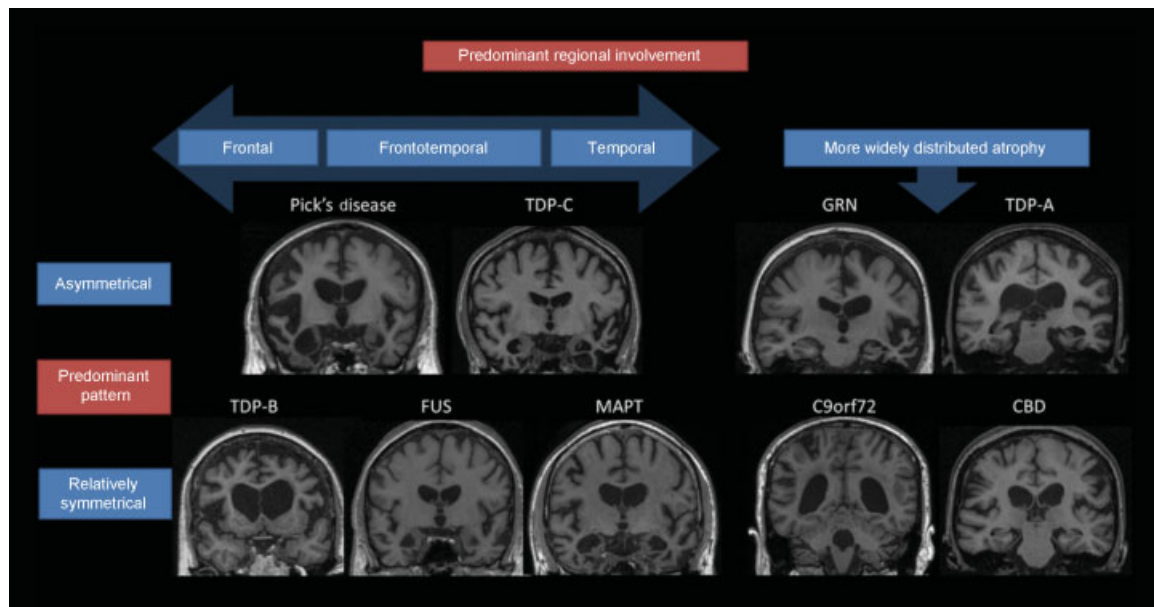 Predominant regional involvement
Frontal
Frontotemporal
Temporal
More widely distributed atrophy
Pick's disease
TDP-C
GRN
TDP-A
Asymmetrical
Predominant
pattern
TDP-B
FUS
MAPT
C9orf72
CBD
Relatively
symmetrical